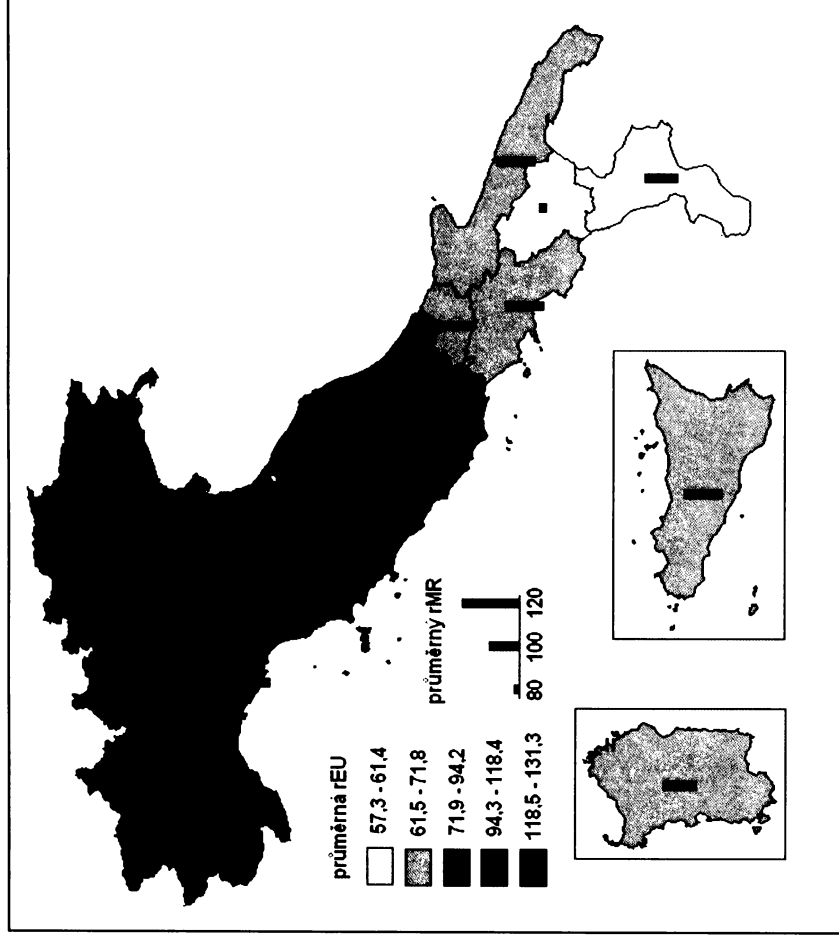 průměrná rEU
57,3 - 61,4
61,5 - 71,8
71,9 - 94,2
94,3 - 118,4
118,5 - 131,3
průměrný rMR
80 100 120